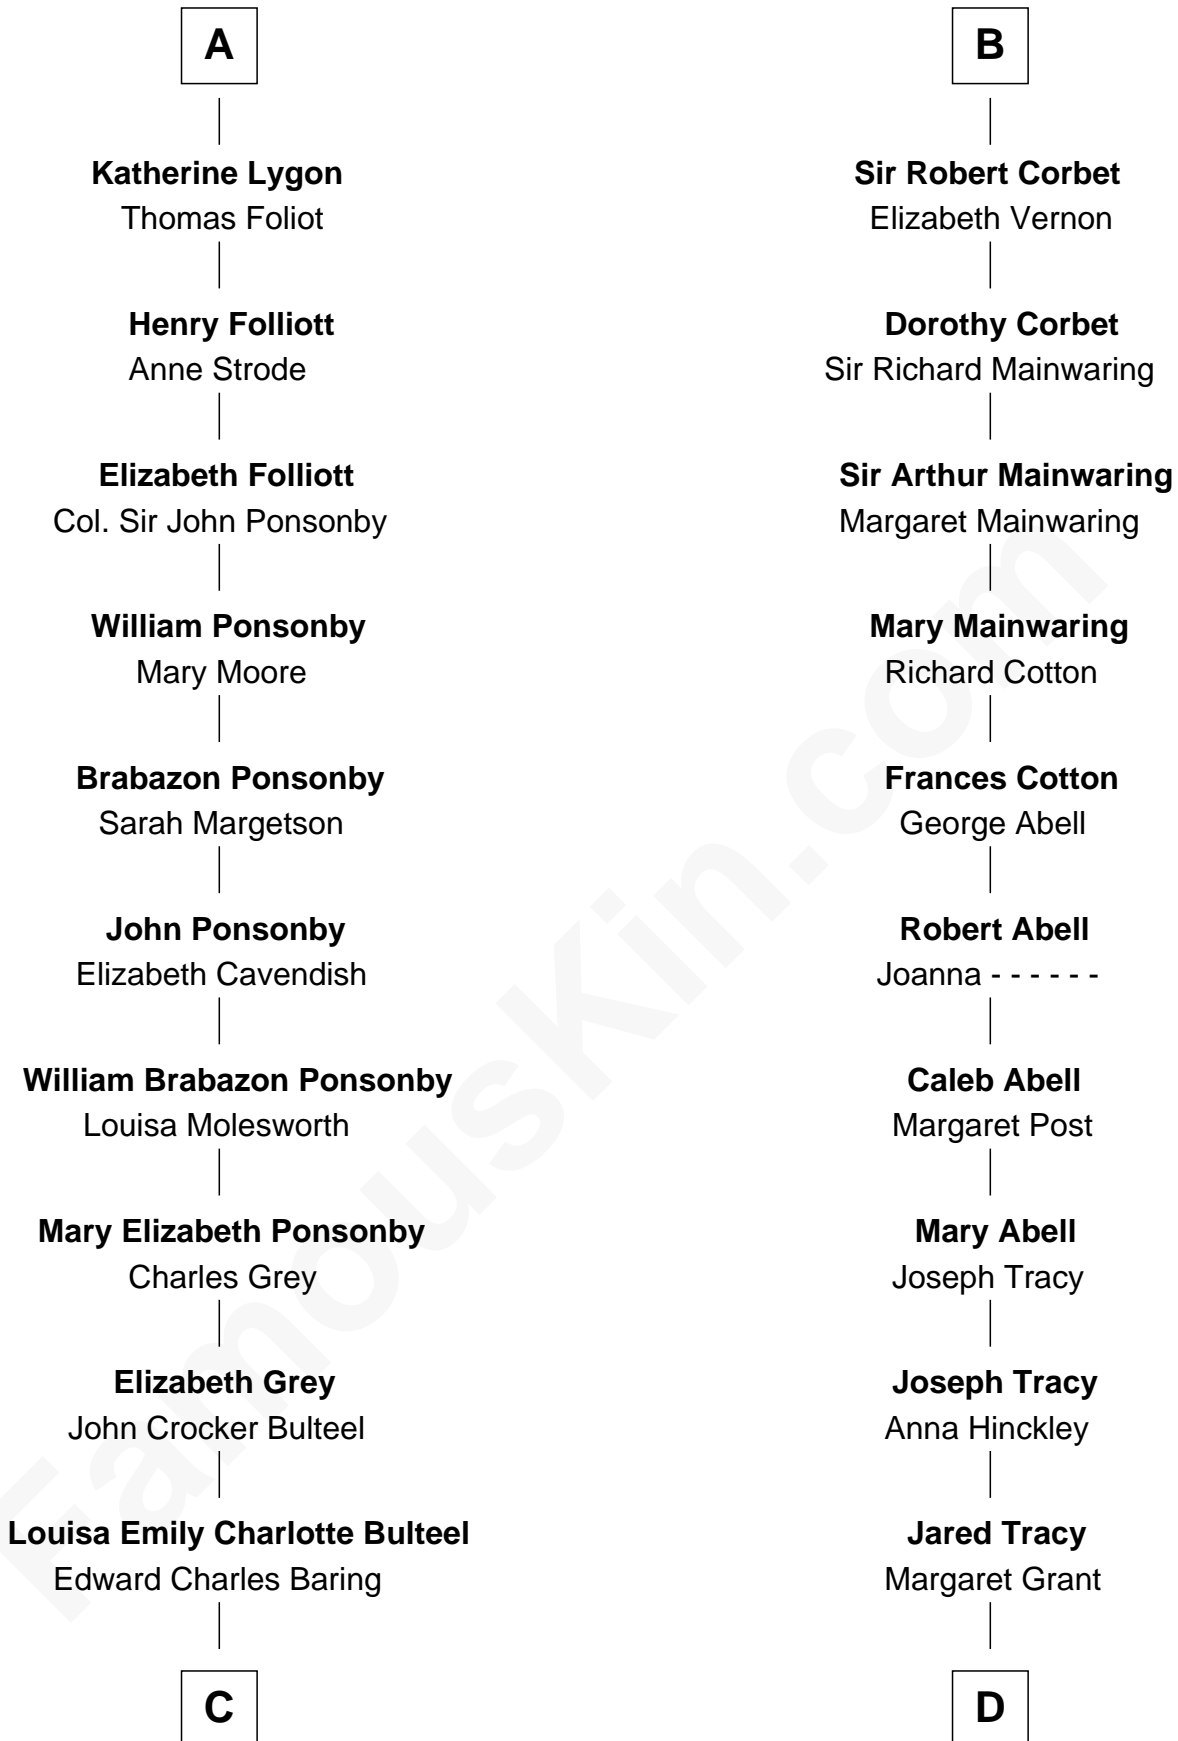 A
Katherine Lygon
Thomas Foliot
Henry Folliott
Anne Strode
Elizabeth Folliott
Col. Sir John Ponsonby
William Ponsonby
Mary Moore
Brabazon Ponsonby
Sarah Margetson
John Ponsonby
Elizabeth Cavendish
William Brabazon Ponsonby
Louisa Molesworth
Mary Elizabeth Ponsonby
Charles Grey
Elizabeth Grey
John Crocker Bulteel
Louisa Emily Charlotte Bulteel
Edward Charles Baring
C
B
Sir Robert Corbet
Elizabeth Vernon
Dorothy Corbet
Sir Richard Mainwaring
Sir Arthur Mainwaring
Margaret Mainwaring
Mary Mainwaring
Richard Cotton
Frances Cotton
George Abell
Robert Abell
Joanna - - - - - -
Caleb Abell
Margaret Post
Mary Abell
Joseph Tracy
Joseph Tracy
Anna Hinckley
Jared Tracy
Margaret Grant
D
FamousKin.com